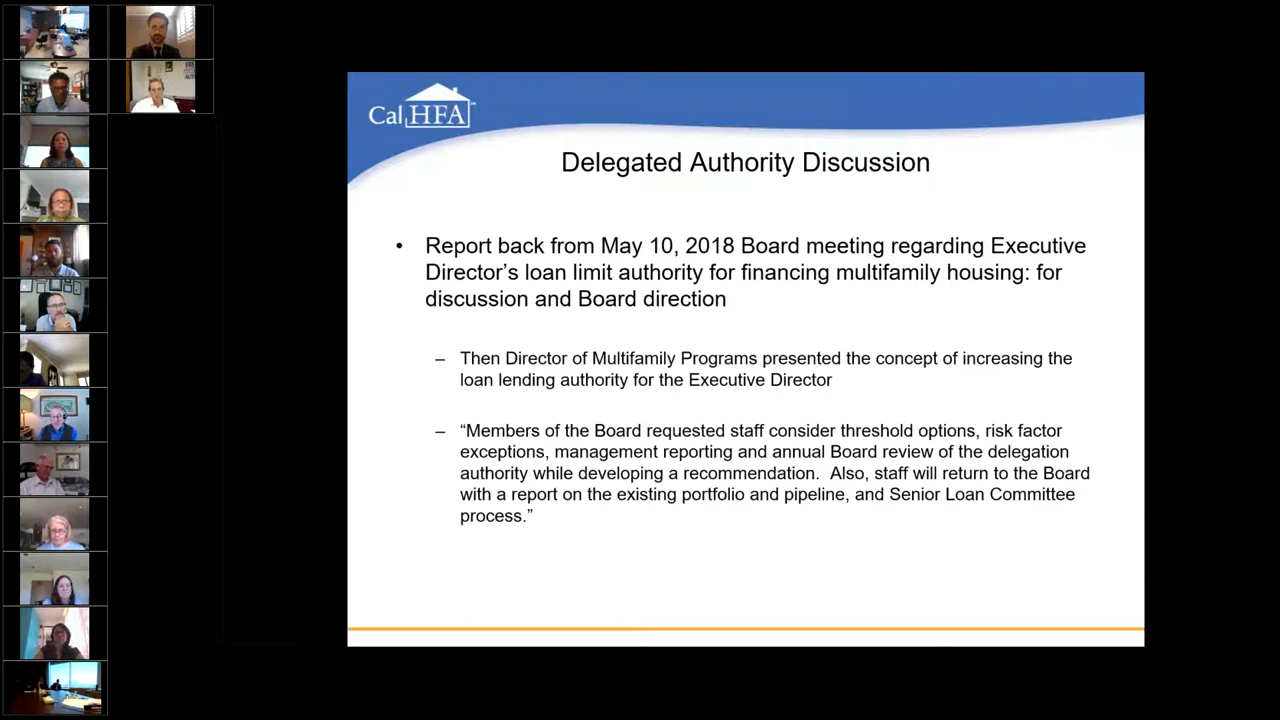 CalHFA
Delegated Authority Discussion
• Report back from May 10, 2018 Board meeting regarding Executive
Director's loan limit authority for financing multifamily housing: for
discussion and Board direction
– Then Director of Multifamily Programs presented the concept of increasing the
loan lending authority for the Executive Director
– “Members of the Board requested staff consider threshold options, risk factor
exceptions, management reporting and annual Board review of the delegation
authority while developing a recommendation.  Also, staff will return to the Board
with a report on the existing portfolio and pipeline, and Senior Loan Committee
process.”